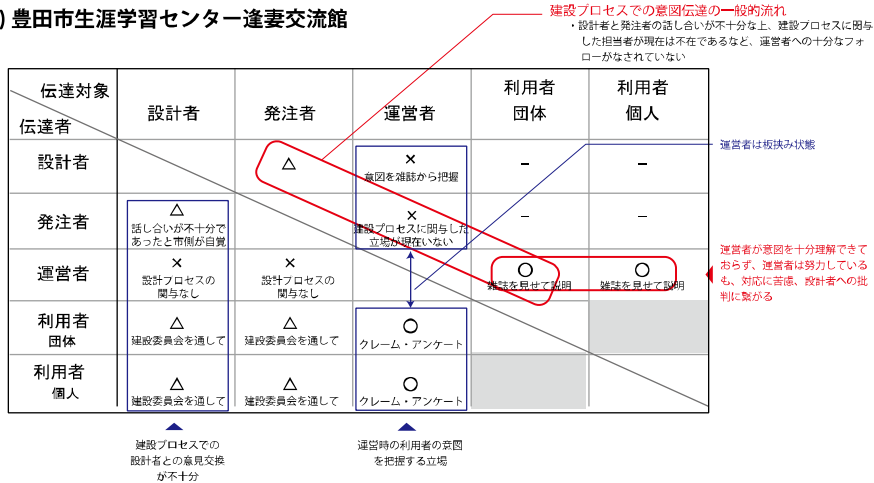 ) 豊田市生涯学習センター逢妻交流館
建設プロセスでの意図伝達の一般的流れ
・設計者と発注者の話し合いが不十分な上、建設プロセスに関与
した担当者が現在は不在であるなど、運営者への十分なフォ
ローがなされていない
伝達対象
伝達者
設計者
発注者
運営者
利用者
団体
利用者
個人
設計者
△
×
意図を雑誌から把握
–
–
運営者は板挟み状態
発注者
△
話し合いが不十分で
あったと市側が自覚
×
建設プロセスに関与した
立場が現在いない
–
–
運営者
×
設計プロセスの
関与なし
×
設計プロセスの
関与なし
○
雑誌を見せて説明
○
雑誌を見せて説明
運営者が意図を十分理解できて
おらず、運営者は努力している
も、対応に苦慮、設計者への批
判に繋がる
利用者
団体
△
建設委員会を通して
△
建設委員会を通して
○
クレーム・アンケート
利用者
個人
△
建設委員会を通して
△
建設委員会を通して
○
クレーム・アンケート
建設プロセスでの
設計者との意見交換
が不十分
運営時の利用者の意図
を把握する立場